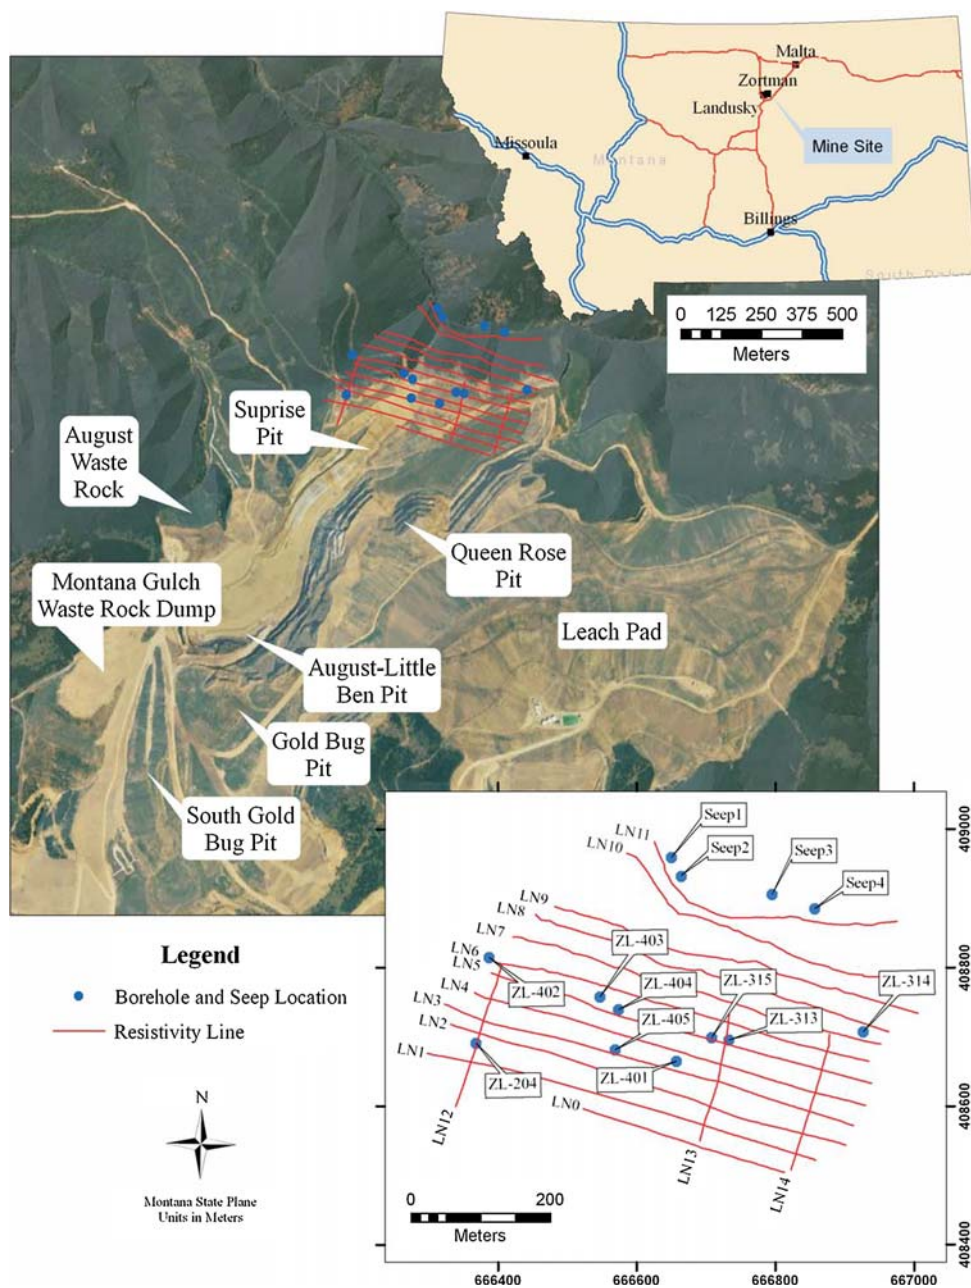 Malta
Zortman
Landusky
Mine Site
Missoula
Montana
Billings
South Dako
0 125 250 375 500
Meters
Suprise
Pit
August
Waste
Rock
Queen Rose
Pit
Montana Gulch
Waste Rock Dump
Leach Pad
August-Little
Ben Pit
Gold Bug
Pit
South Gold
Bug Pit
Legend
Borehole and Seep Location
Resistivity Line
N
Montana State Plane
Units in Meters
Seep1
LN11
LN10
Seep2
Seep3
Seep4
LN9
LN8
LN7
ZL-403
LN6
LN5
ZL-402
ZL-404
ZL-315
ZL-314
LN4
LN3
ZL-405
ZL-313
LN2
LN1
ZL-204
ZL-401
LN0
LN12
LN13
LN14
0 200
Meters
409000
408800
408600
408400
666400 666600 666800 667000